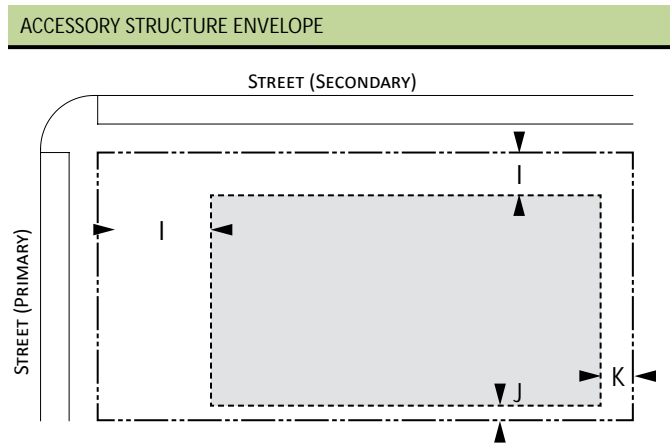 ACCESSORY STRUCTURE ENVELOPE
STREET (SECONDARY)
I
I
STREET (PRIMARY)
K
J